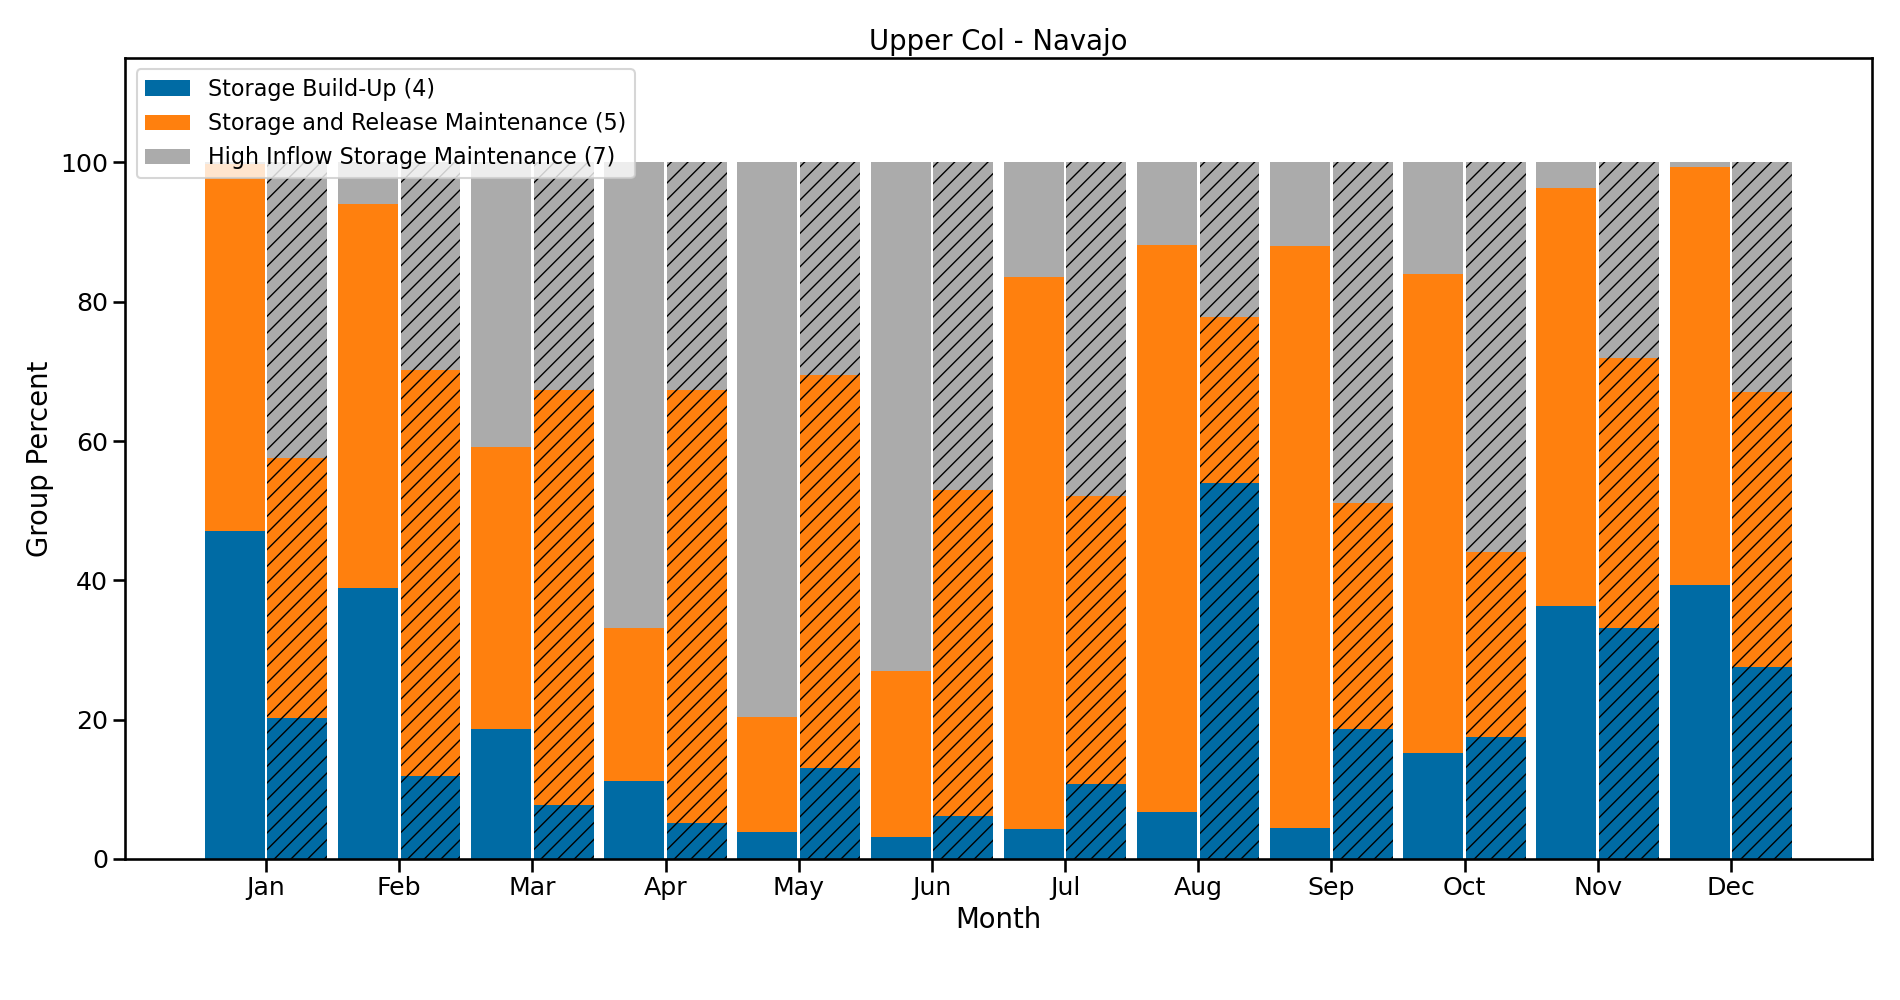 Upper Col - Navajo
Storage Build-Up (4)
Storage and Release Maintenance (5)
High Inflow Storage Maintenance (7)
100
80
60
40
20
0
Group Percent
Jan Feb Mar Apr May Jun Jul Aug Sep Oct Nov Dec
Month